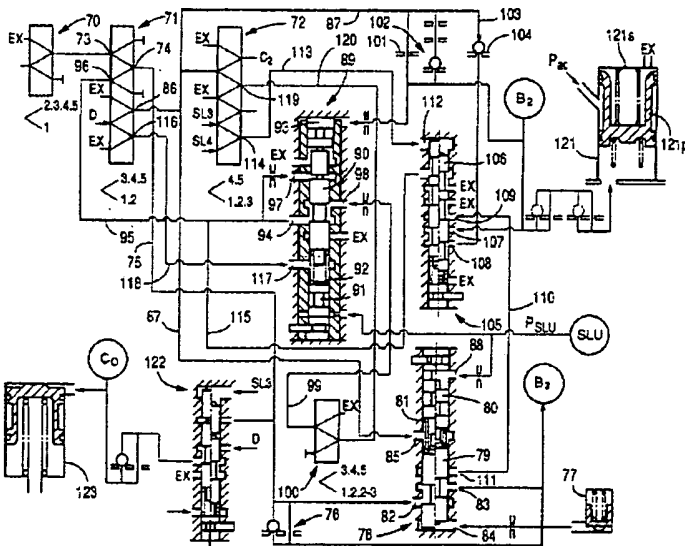 70 71 72 87 102 103 121s EX
EX 73 74 C₂ 113 120 101 104 Pac
96 EX 86 EX 89 112 B₂
2,3,4,5 D 116 SL3 119 93 106 121 121p
1 EX SL4 114 EX 90 98 EX 109
3,4,5 4,5 97 EX 107
1,2 1,2,3 94 EX 108
95 117 92 EX 110
75 118 91 105 PSLU SLU
67 115 88 B₂
C₀ 122 SL3 99 EX 81 80
D 85 79 77
123 EX 100 3,4,5 111
1,2,2-3 82 83
76 78 84